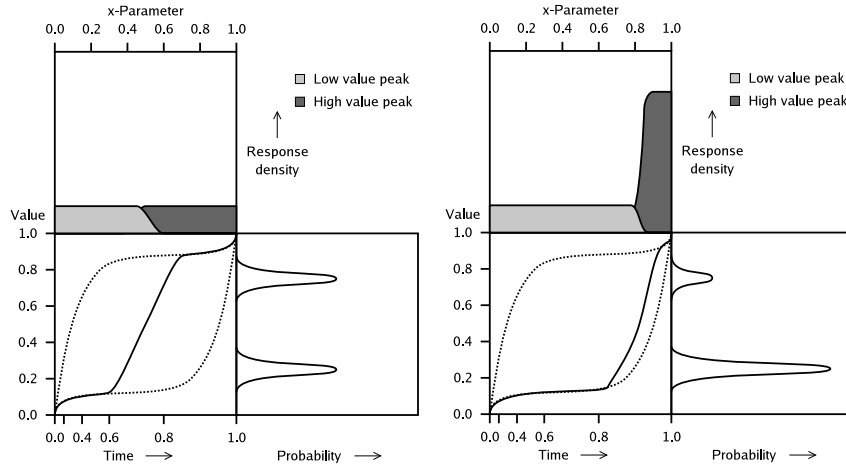 x-Parameter
0.0 0.2 0.4 0.6 0.8 1.0
Low value peak
High value peak
Response
density
Value
1.0
0.8
0.6
0.4
0.2
0.0
0.0 0.4 0.6 0.8 1.0
Time
Probability
x-Parameter
0.0 0.2 0.4 0.6 0.8 1.0
Low value peak
High value peak
Response
density
Value
1.0
0.8
0.6
0.4
0.2
0.0
0.0 0.4 0.6 0.8 1.0
Time
Probability